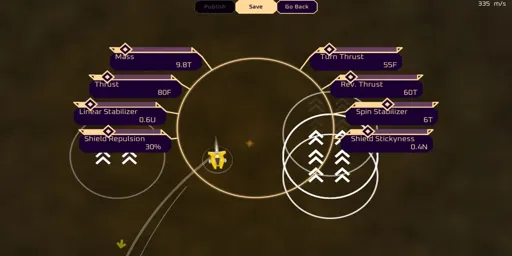 Publish
Save
Go Back
335 m/s
Mass
9.8T
Thrust
80F
Linear Stabilizer
0.6U
Shield Repulsion
30%
Turn Thrust
55F
Rev. Thrust
60T
Spin Stabilizer
6T
Shield Stickyness
0.4N